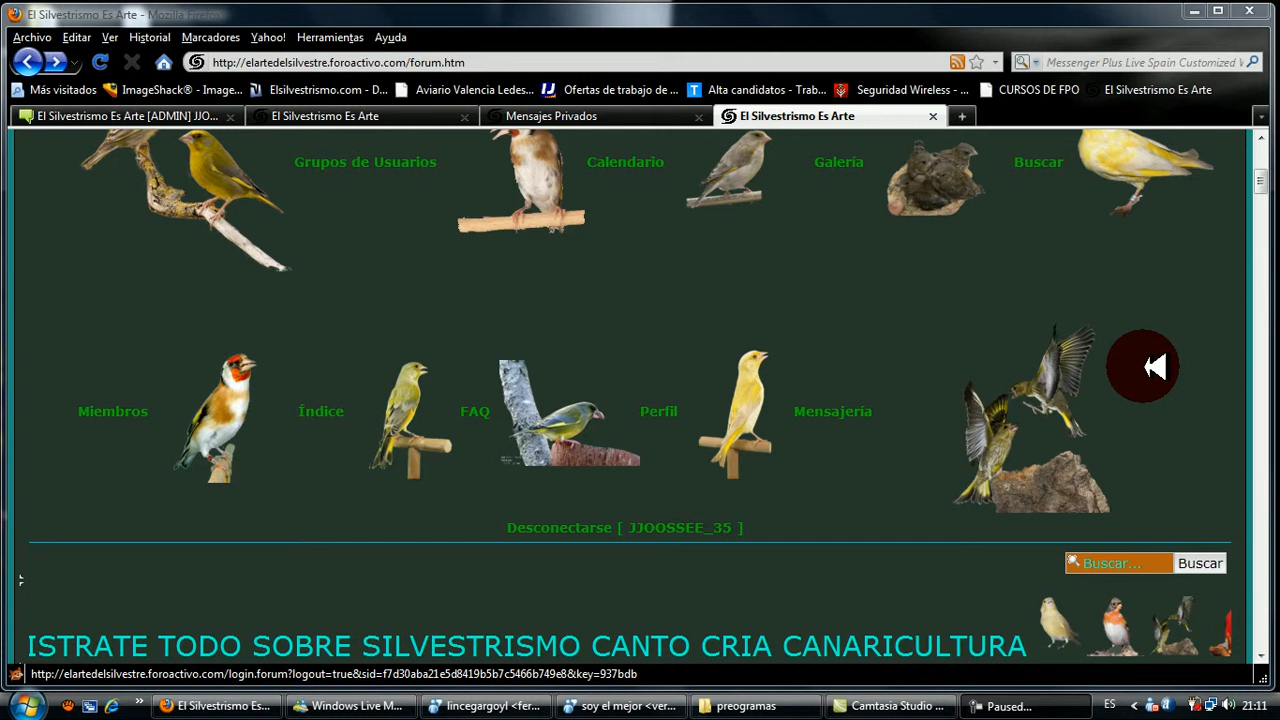 El Silvestrismo Es Arte - Mozilla Firefox
Archivo Editar Ver Historial Marcadores Yahoo! Herramientas Ayuda
http://elartedelsilvestre.foroactivo.com/forum.htm
Messenger Plus Live Spain Customized W
Más visitados ImageShack® - Imag... Elsilvestrismo.com - D... Aviario Valencia Ledes... Ofertas de trabajo de ... Alta candidatos - Trab... Seguridad Wireless - ... CURSOS DE FPO El Silvestrismo Es Arte
El Silvestrismo Es Arte [ADMIN] JJO... El Silvestrismo Es Arte Mensajes Privados El Silvestrismo Es Arte
Grupos de Usuarios Calendario Galería Buscar
Miembros Índice FAQ Perfil Mensajería
Desconectarse [ JJOOSSEE_35 ]
Buscar... Buscar
ISTRATE TODO SOBRE SILVESTRISMO CANTO CRIA CANARICULTURA
http://elartedelsilvestre.foroactivo.com/login.forum?logout=true&sid=f7d30aba21e5d8419b5b7c5466b749e8&key=937bdb
El Silvestrismo Es... Windows Live M... lincegargoyl <fer... soy el mejor <ver... preogramas Camtasia Studio ... Paused... ES 21:11